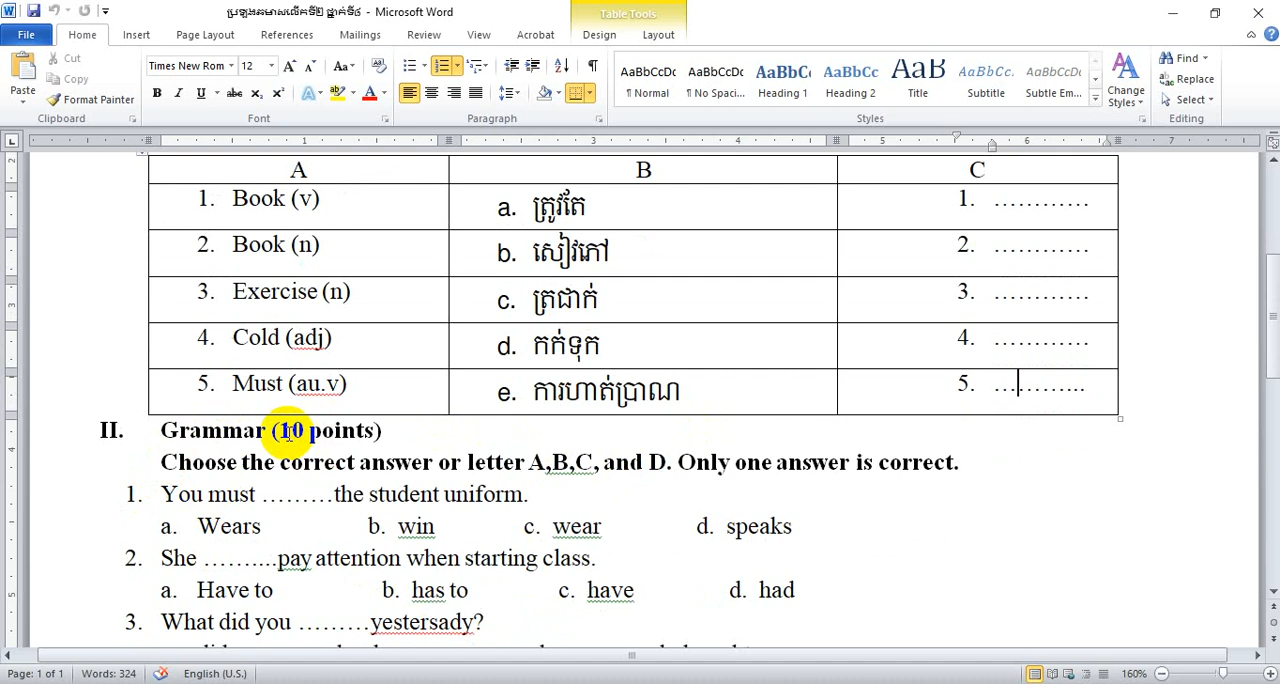 ប្រឡងឆមាសលើកទី២ ផ្នាក់ទី៤ - Microsoft Word
Table Tools
File Home Insert Page Layout References Mailings Review View Acrobat Design Layout
Paste
Cut
Copy
Format Painter
Clipboard
Times New Rom 12
Font
Paragraph
AaBbCcDc ¶ Normal
AaBbCcDc ¶ No Spac...
AaBbC Heading 1
AaBbCc Heading 2
AaB Title
AaBbCc. Subtitle
AaBbCcDt Subtle Em...
Change Styles
Styles
Find
Replace
Select
Editing
A B C
1. Book (v) a. ត្រូវតែ 1. …………
2. Book (n) b. សៀវភៅ 2. …………
3. Exercise (n) c. ត្រជាក់ 3. …………
4. Cold (adj) d. កក់ទុក 4. …………
5. Must (au.v) e. ការហាត់ប្រាណ 5. ………..
II. Grammar (10 points)
Choose the correct answer or letter A,B,C, and D. Only one answer is correct.
1. You must ………the student uniform.
a. Wears b. win c. wear d. speaks
2. She ……....pay attention when starting class.
a. Have to b. has to c. have d. had
3. What did you ………yestersady?
Page: 1 of 1 Words: 324 English (U.S.) 160%